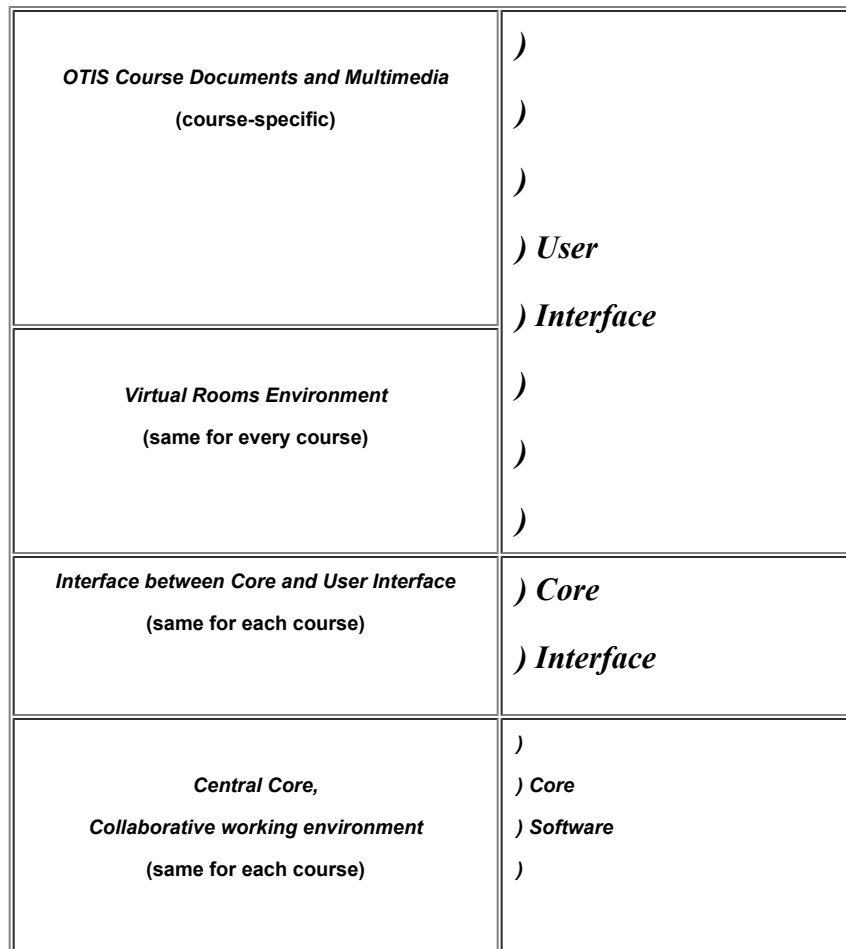 OTIS Course Documents and Multimedia
(course-specific)
)
)
)
) User
) Interface
)
)
)
Virtual Rooms Environment
(same for every course)
Interface between Core and User Interface
(same for each course)
) Core
) Interface
Central Core,
Collaborative working environment
(same for each course)
)
) Core
) Software
)